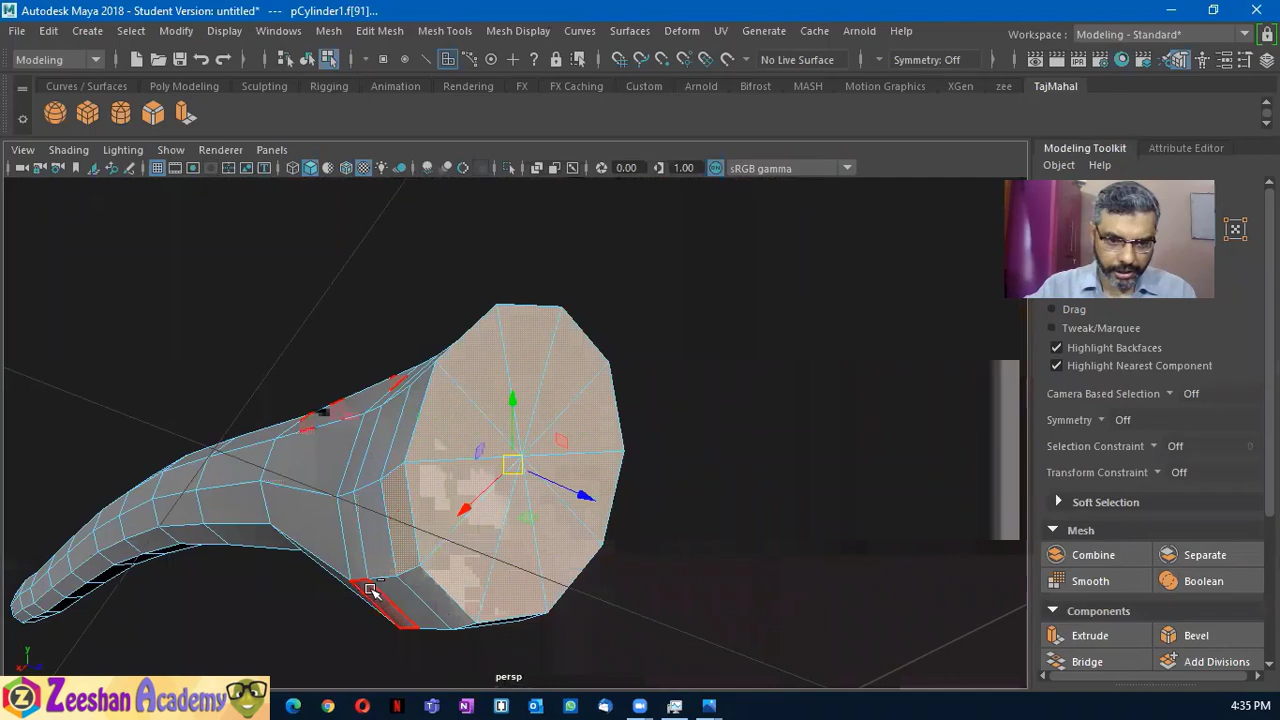 Autodesk Maya 2018 - Student Version: untitled* --- pCylinder1.f[91]...
File Edit Create Select Modify Display Windows Mesh Edit Mesh Mesh Tools Mesh Display Curves Surfaces Deform UV Generate Cache Arnold Help
Workspace : Modeling - Standard*
Modeling
No Live Surface
Symmetry: Off
Curves / Surfaces Poly Modeling Sculpting Rigging Animation Rendering FX FX Caching Custom Arnold Bifrost MASH Motion Graphics XGen zee TajMahal
View Shading Lighting Show Renderer Panels
Modeling Toolkit Attribute Editor
0.00 1.00 sRGB gamma
Object Help
Drag
Tweak/Marquee
Highlight Backfaces
Highlight Nearest Component
Camera Based Selection Off
Symmetry Off
Selection Constraint Off 0
Transform Constraint Off
Soft Selection
Mesh
Combine Separate
Smooth Boolean
Components
Extrude Bevel
Bridge Add Divisions
y
persp
Zeeshan Academy
4:35 PM